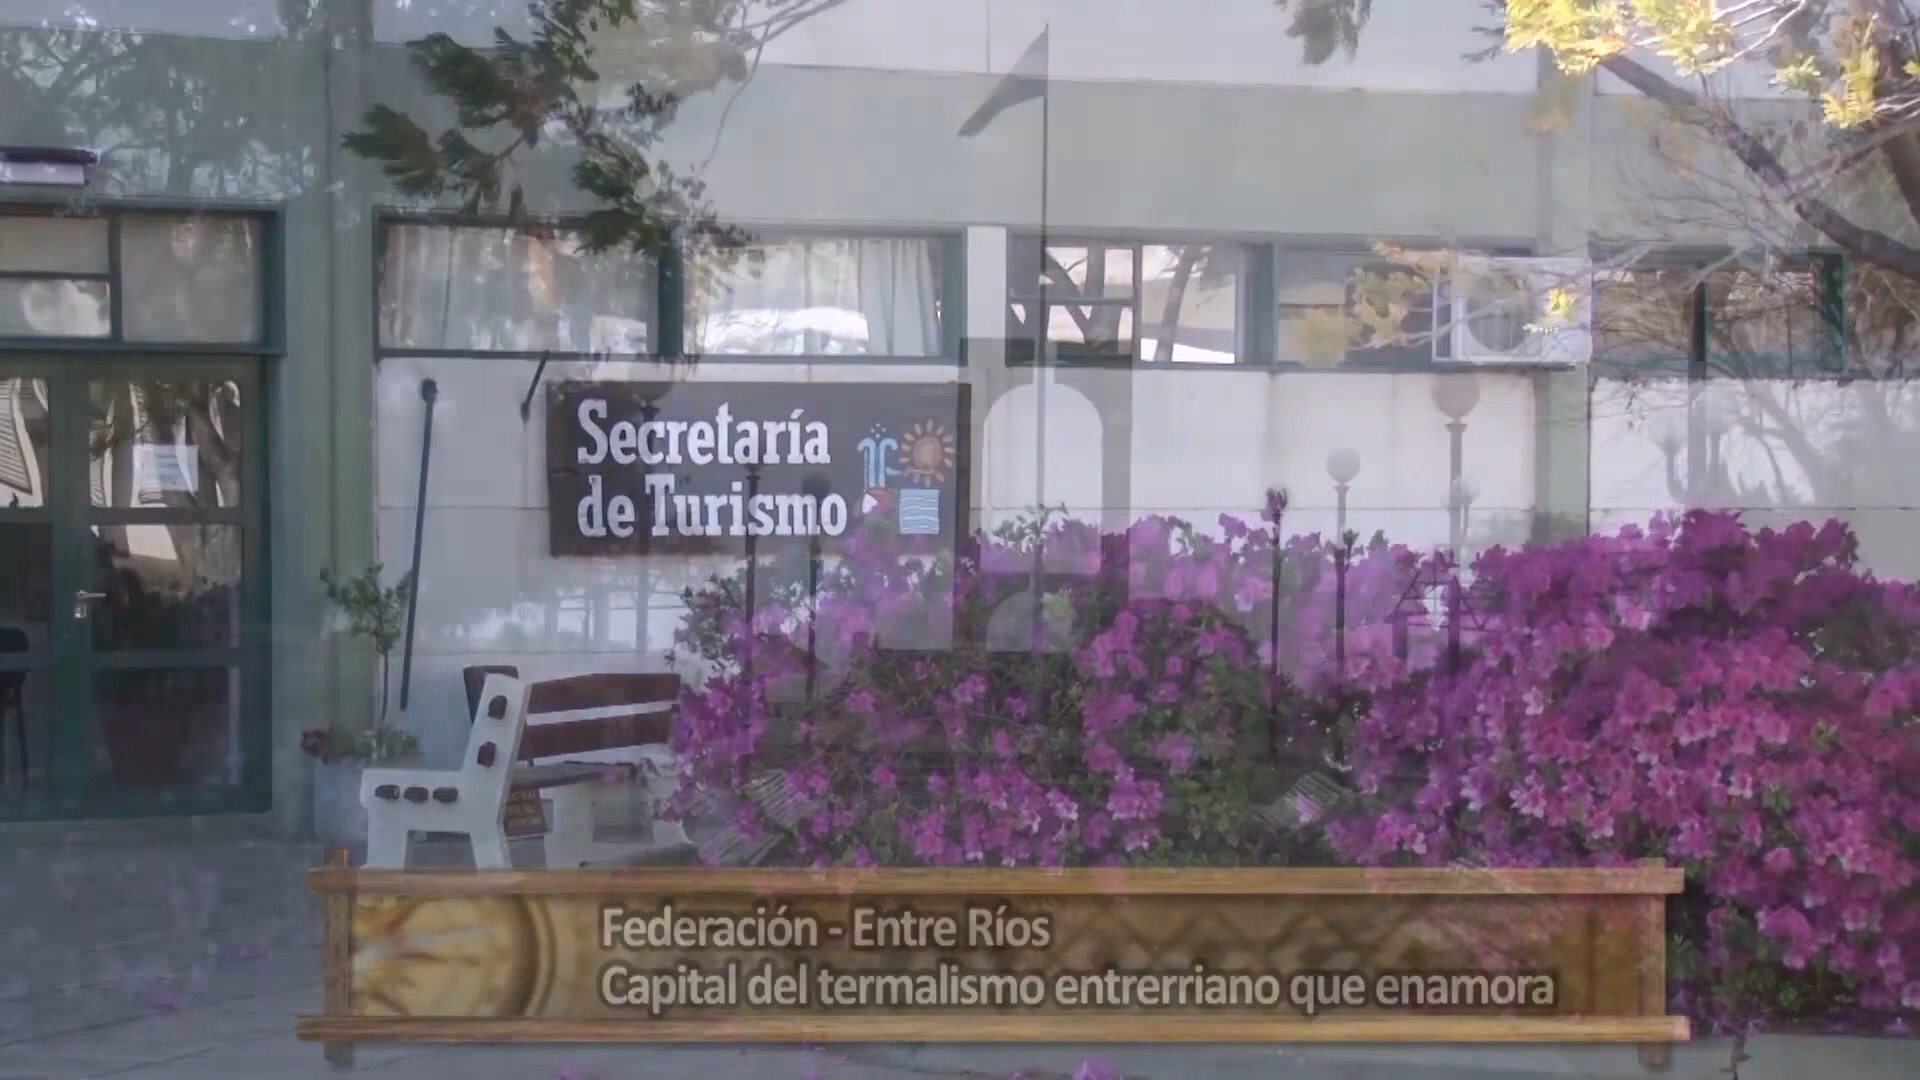 Secretaría
de Turismo
Federación - Entre Ríos
Capital del termalismo entrerriano que enamora